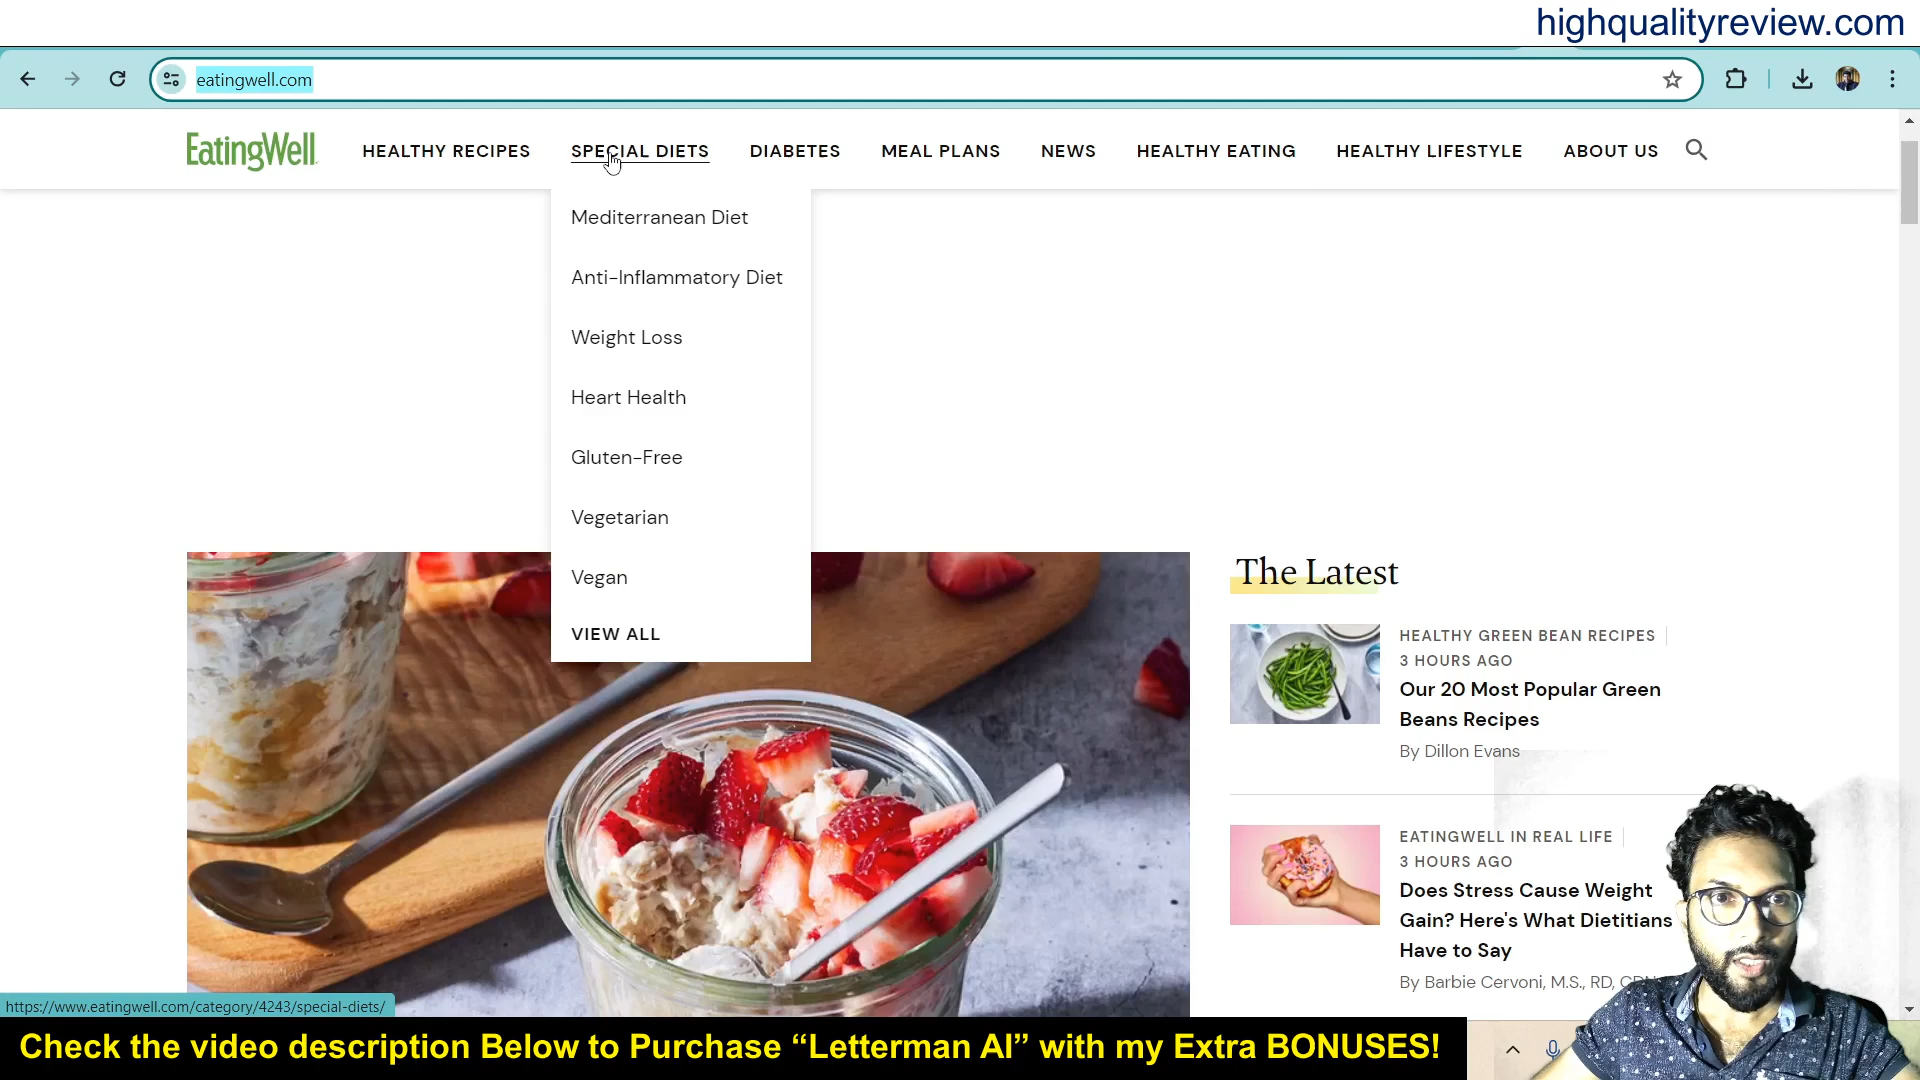 highqualityreview.com
eatingwell.com
EatingWell
HEALTHY RECIPES
SPECIAL DIETS
DIABETES
MEAL PLANS
NEWS
HEALTHY EATING
HEALTHY LIFESTYLE
ABOUT US
Mediterranean Diet
Anti-Inflammatory Diet
Weight Loss
Heart Health
Gluten-Free
Vegetarian
Vegan
VIEW ALL
The Latest
HEALTHY GREEN BEAN RECIPES
3 HOURS AGO
Our 20 Most Popular Green
Beans Recipes
By Dillon Evans
EATINGWELL IN REAL LIFE
3 HOURS AGO
Does Stress Cause Weight
Gain? Here's What Dietitians
Have to Say
By Barbie Cervoni, M.S., RD,
https://www.eatingwell.com/category/4243/special-diets/
Check the video description Below to Purchase “Letterman AI” with my Extra BONUSES!